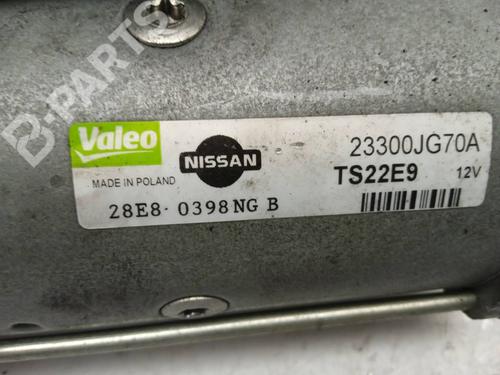 B-PARTS
Valeo
NISSAN
23300JG70A
MADE IN POLAND
TS22E9
12V
28E8· 0398NG B